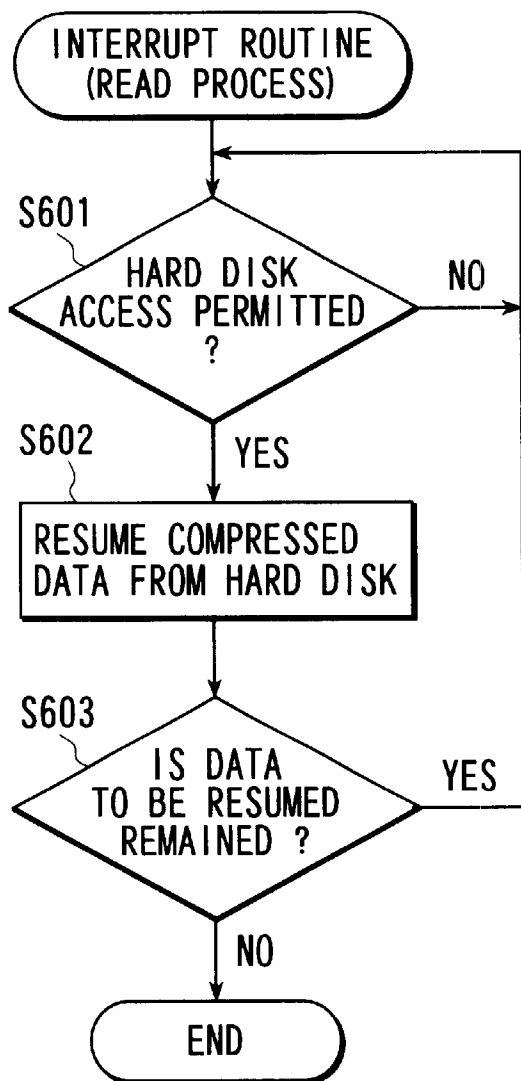 INTERRUPT ROUTINE
(READ PROCESS)
S601
HARD DISK
ACCESS PERMITTED
?
NO
YES
S602
RESUME COMPRESSED
DATA FROM HARD DISK
S603
IS DATA
TO BE RESUMED
REMAINED ?
YES
NO
END